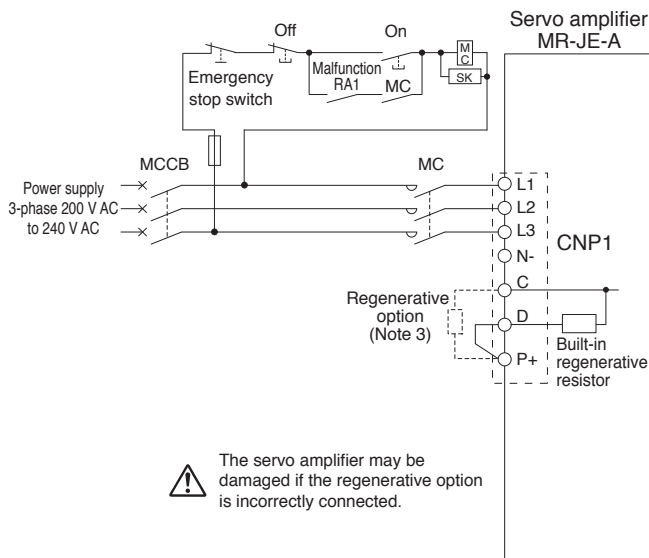 Servo amplifier
MR-JE-A
Off
On
Emergency
stop switch
Malfunction
RA1
MC
M
C
SK
MCCB
MC
Power supply
3-phase 200 V AC
to 240 V AC
L1
L2
L3
N-
CNP1
C
D
P+
Regenerative
option
(Note 3)
Built-in
regenerative
resistor
The servo amplifier may be
damaged if the regenerative option
is incorrectly connected.